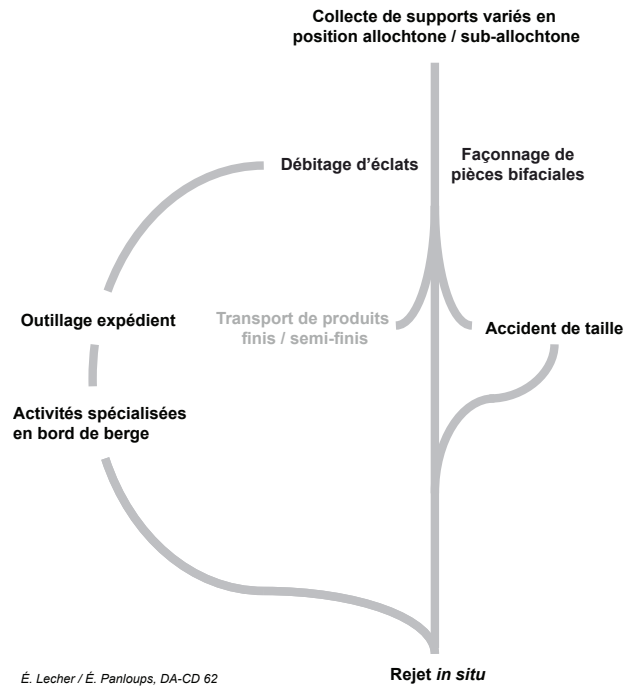 Collecte de supports variés en
position allochtone / sub-allochtone
Débitage d'éclats
Façonnage de
pièces bifaciales
Outillage expédient
Transport de produits
finis / semi-finis
Accident de taille
Activités spécialisées
en bord de berge
É. Lecher / É. Panloups, DA-CD 62
Rejet in situ